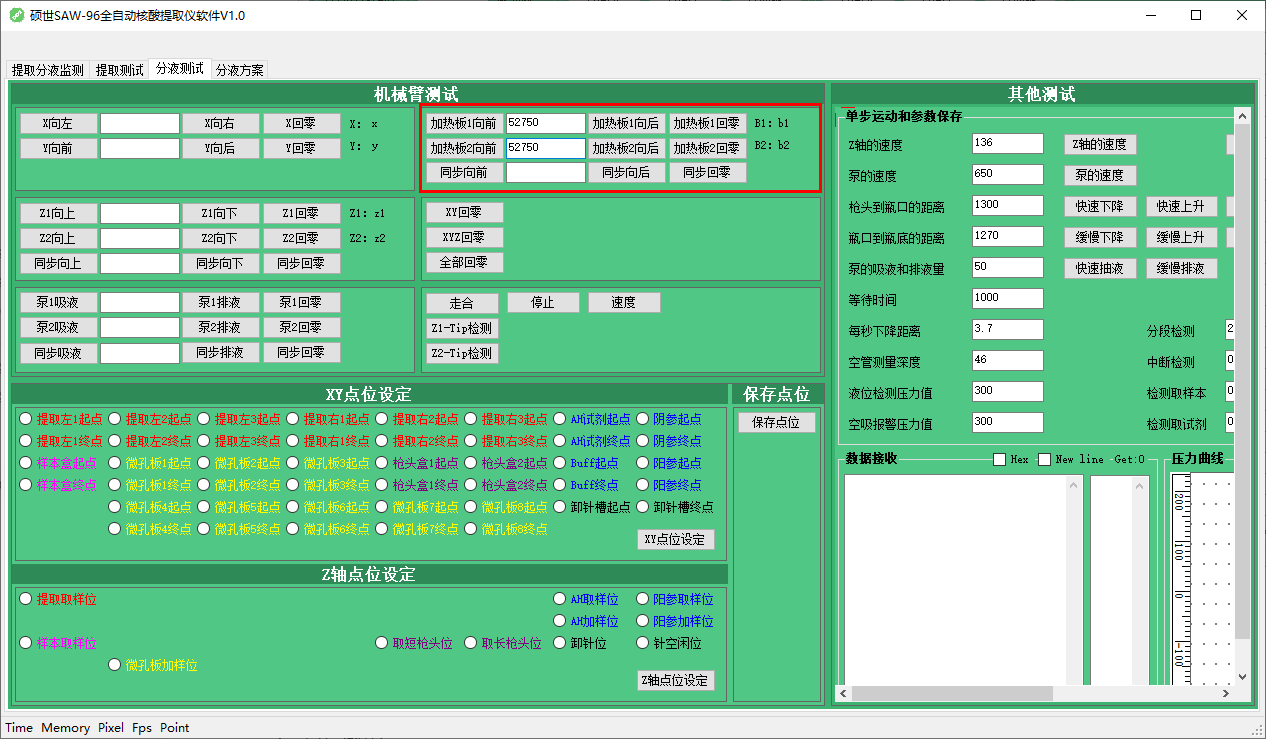 硕世SAW-96全自动核酸提取仪软件V1.0
提取分液监测 提取测试 分液测试 分液方案
机械臂测试
X向左 X向右 X回零 X: x
Y向前 Y向后 Y回零 Y: y
加热板1向前 52750 加热板1向后 加热板1回零 B1: b1
加热板2向前 52750 加热板2向后 加热板2回零 B2: b2
同步向前 同步向后 同步回零
Z1向上 Z1向下 Z1回零 Z1: z1
Z2向上 Z2向下 Z2回零 Z2: z2
同步向上 同步向下 同步回零
XY回零
XYZ回零
全部回零
泵1吸液 泵1排液 泵1回零
泵2吸液 泵2排液 泵2回零
同步吸液 同步排液 同步回零
走合 停止 速度
Z1-Tip检测
Z2-Tip检测
XY点位设定
提取左1起点 提取左2起点 提取左3起点 提取右1起点 提取右2起点 提取右3起点 AH试剂起点 阴参起点
提取左1终点 提取左2终点 提取左3终点 提取右1终点 提取右2终点 提取右3终点 AH试剂终点 阴参终点
样本盒起点 微孔板1起点 微孔板2起点 微孔板3起点 枪头盒1起点 枪头盒2起点 Buff起点 阳参起点
样本盒终点 微孔板1终点 微孔板2终点 微孔板3终点 枪头盒1终点 枪头盒2终点 Buff终点 阳参终点
微孔板4起点 微孔板5起点 微孔板6起点 微孔板7起点 微孔板8起点 卸针槽起点 卸针槽终点
微孔板4终点 微孔板5终点 微孔板6终点 微孔板7终点 微孔板8终点
XY点位设定
保存点位
保存点位
Z轴点位设定
提取取样位 AH取样位 阳参取样位
AH加样位 阳参加样位
样本取样位 取短枪头位 取长枪头位 卸针位 针空闲位
微孔板加样位
Z轴点位设定
其他测试
单步运动和参数保存
Z轴的速度 136 Z轴的速度
泵的速度 650 泵的速度
枪头到瓶口的距离 1300 快速下降 快速上升
瓶口到瓶底的距离 1270 缓慢下降 缓慢上升
泵的吸液和排液量 50 快速抽液 缓慢排液
等待时间 1000
每秒下降距离 3.7 分段检测 2
空管测量深度 46 中断检测 0
液位检测压力值 300 检测取样本 0
空吸报警压力值 300 检测取试剂 0
数据接收 Hex New line Get:0
压力曲线
200
100
0
-100
Time Memory Pixel Fps Point